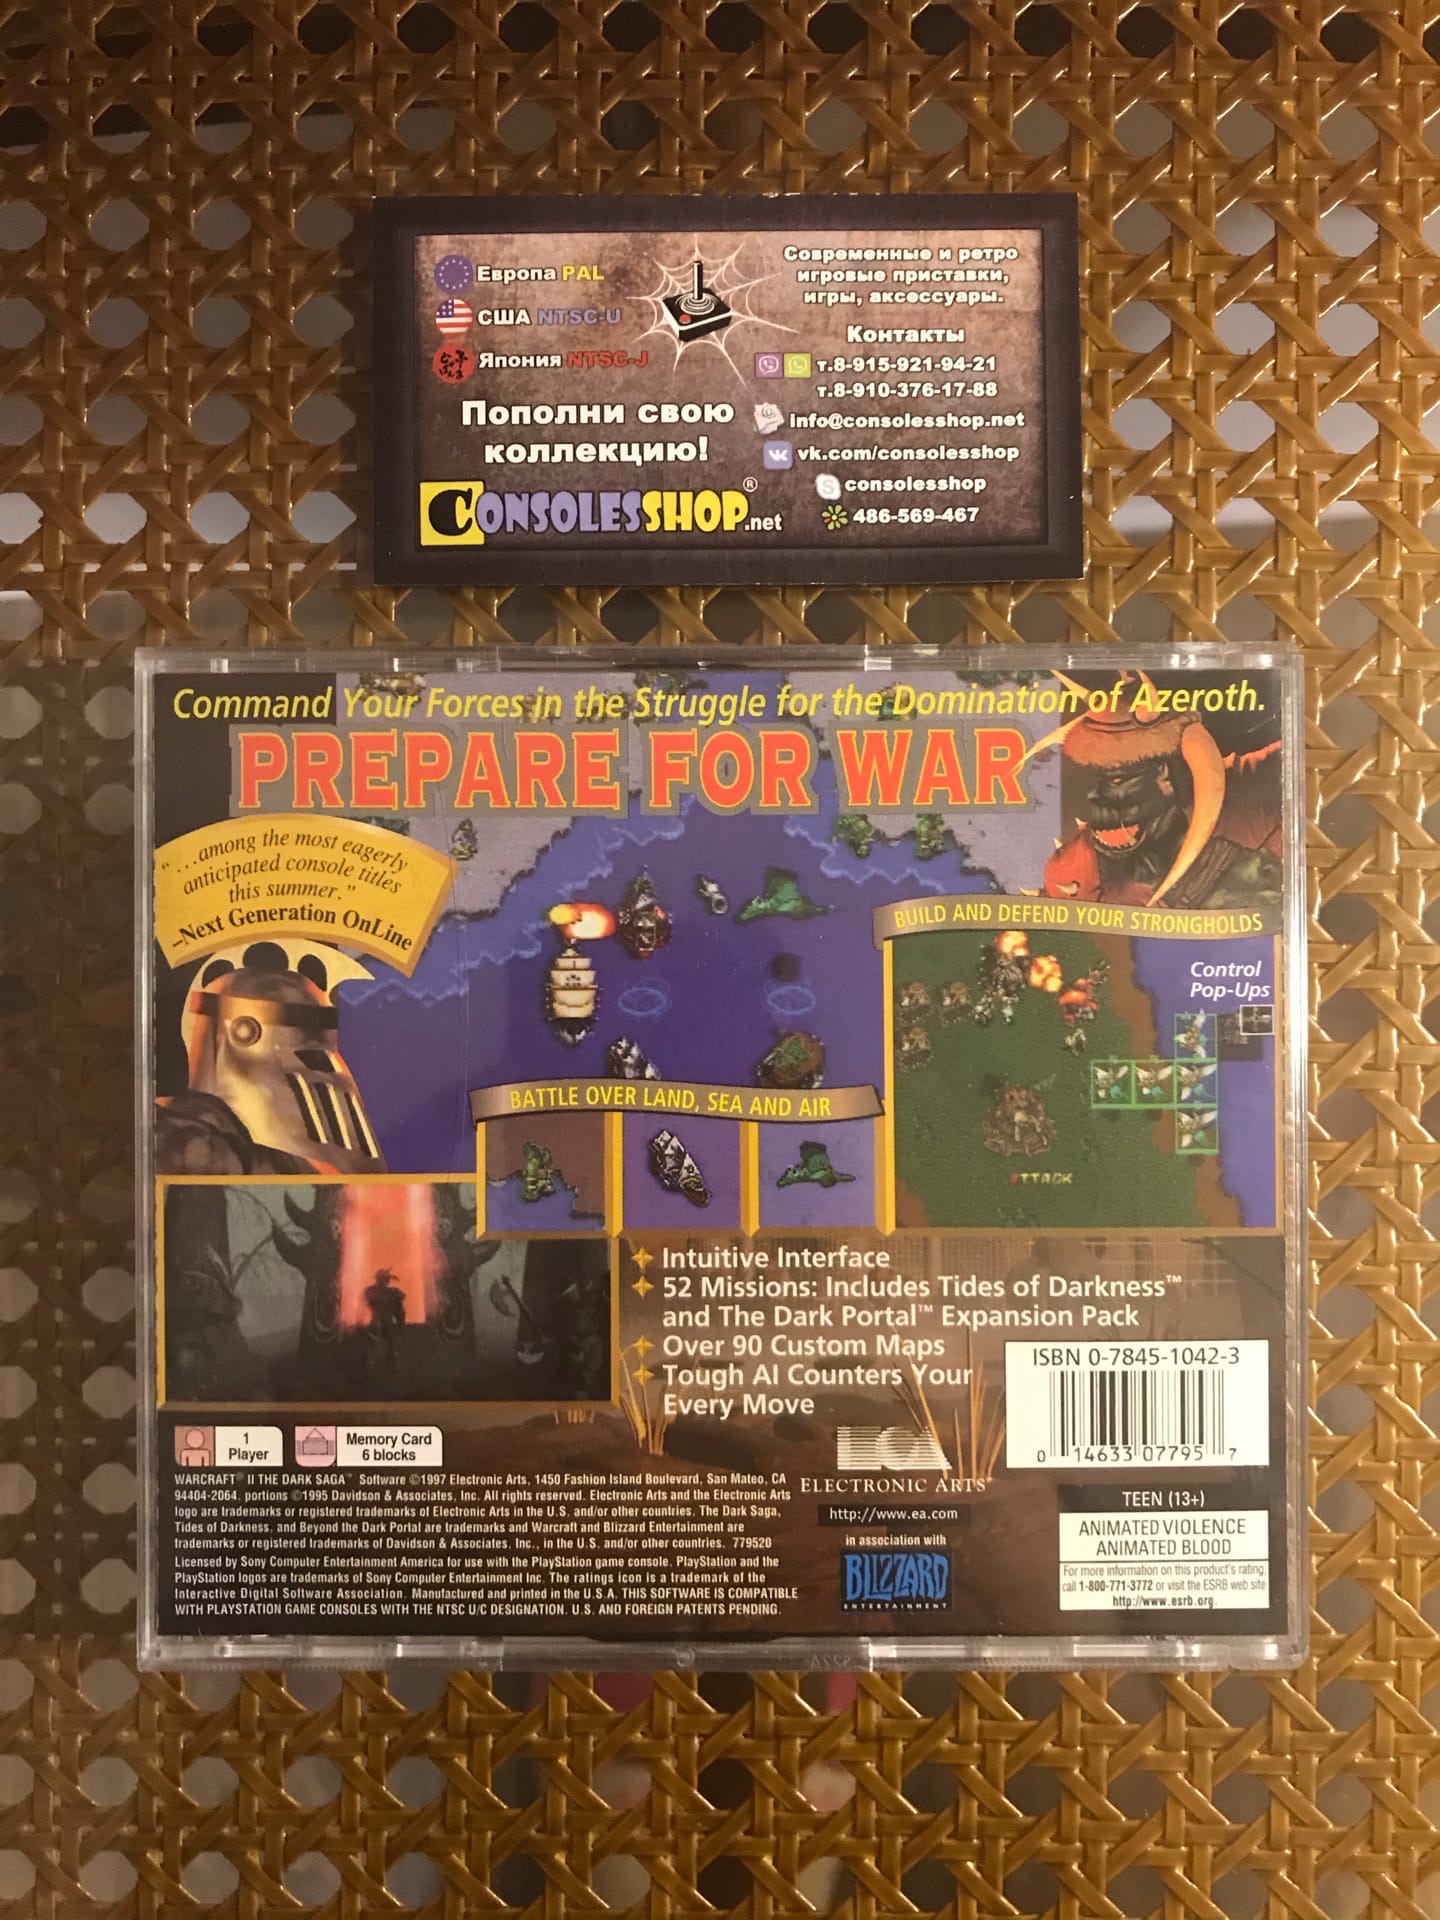 Европа PAL
США NTSC-U
Япония NTSC-J
Пополни свою
коллекцию!
CONSOLESSHOP®.net
Современные и ретро
игровые приставки,
игры, аксессуары.
Контакты
т.8-915-921-94-21
т.8-910-376-17-88
info@consolesshop.net
vk.com/consolesshop
consolesshop
486-569-467
Command Your Forces in the Struggle for the Domination of Azeroth.
PREPARE FOR WAR
"...among the most eagerly
anticipated console titles
this summer."
–Next Generation OnLine
BUILD AND DEFEND YOUR STRONGHOLDS
Control
Pop-Ups
BATTLE OVER LAND, SEA AND AIR
ATTACK
Intuitive Interface
52 Missions: Includes Tides of Darkness™
and The Dark Portal™ Expansion Pack
Over 90 Custom Maps
Tough AI Counters Your
Every Move
ISBN 0-7845-1042-3
0 14633 07795 7
1
Player
Memory Card
6 blocks
WARCRAFT® II THE DARK SAGA™ Software ©1997 Electronic Arts, 1450 Fashion Island Boulevard, San Mateo, CA
94404-2064, portions ©1995 Davidson & Associates, Inc. All rights reserved. Electronic Arts and the Electronic Arts
logo are trademarks or registered trademarks of Electronic Arts in the U.S. and/or other countries. The Dark Saga,
Tides of Darkness, and Beyond the Dark Portal are trademarks and Warcraft and Blizzard Entertainment are
trademarks or registered trademarks of Davidson & Associates, Inc., in the U.S. and/or other countries. 779520
Licensed by Sony Computer Entertainment America for use with the PlayStation game console. PlayStation and the
PlayStation logos are trademarks of Sony Computer Entertainment Inc. The ratings icon is a trademark of the
Interactive Digital Software Association. Manufactured and printed in the U.S.A. THIS SOFTWARE IS COMPATIBLE
WITH PLAYSTATION GAME CONSOLES WITH THE NTSC U/C DESIGNATION. U.S. AND FOREIGN PATENTS PENDING.
EA
ELECTRONIC ARTS®
http://www.ea.com
in association with
BLIZZARD
ENTERTAINMENT
TEEN (13+)
ANIMATED VIOLENCE
ANIMATED BLOOD
For more information on this product's rating,
call 1-800-771-3772 or visit the ESRB web site
http://www.esrb.org.